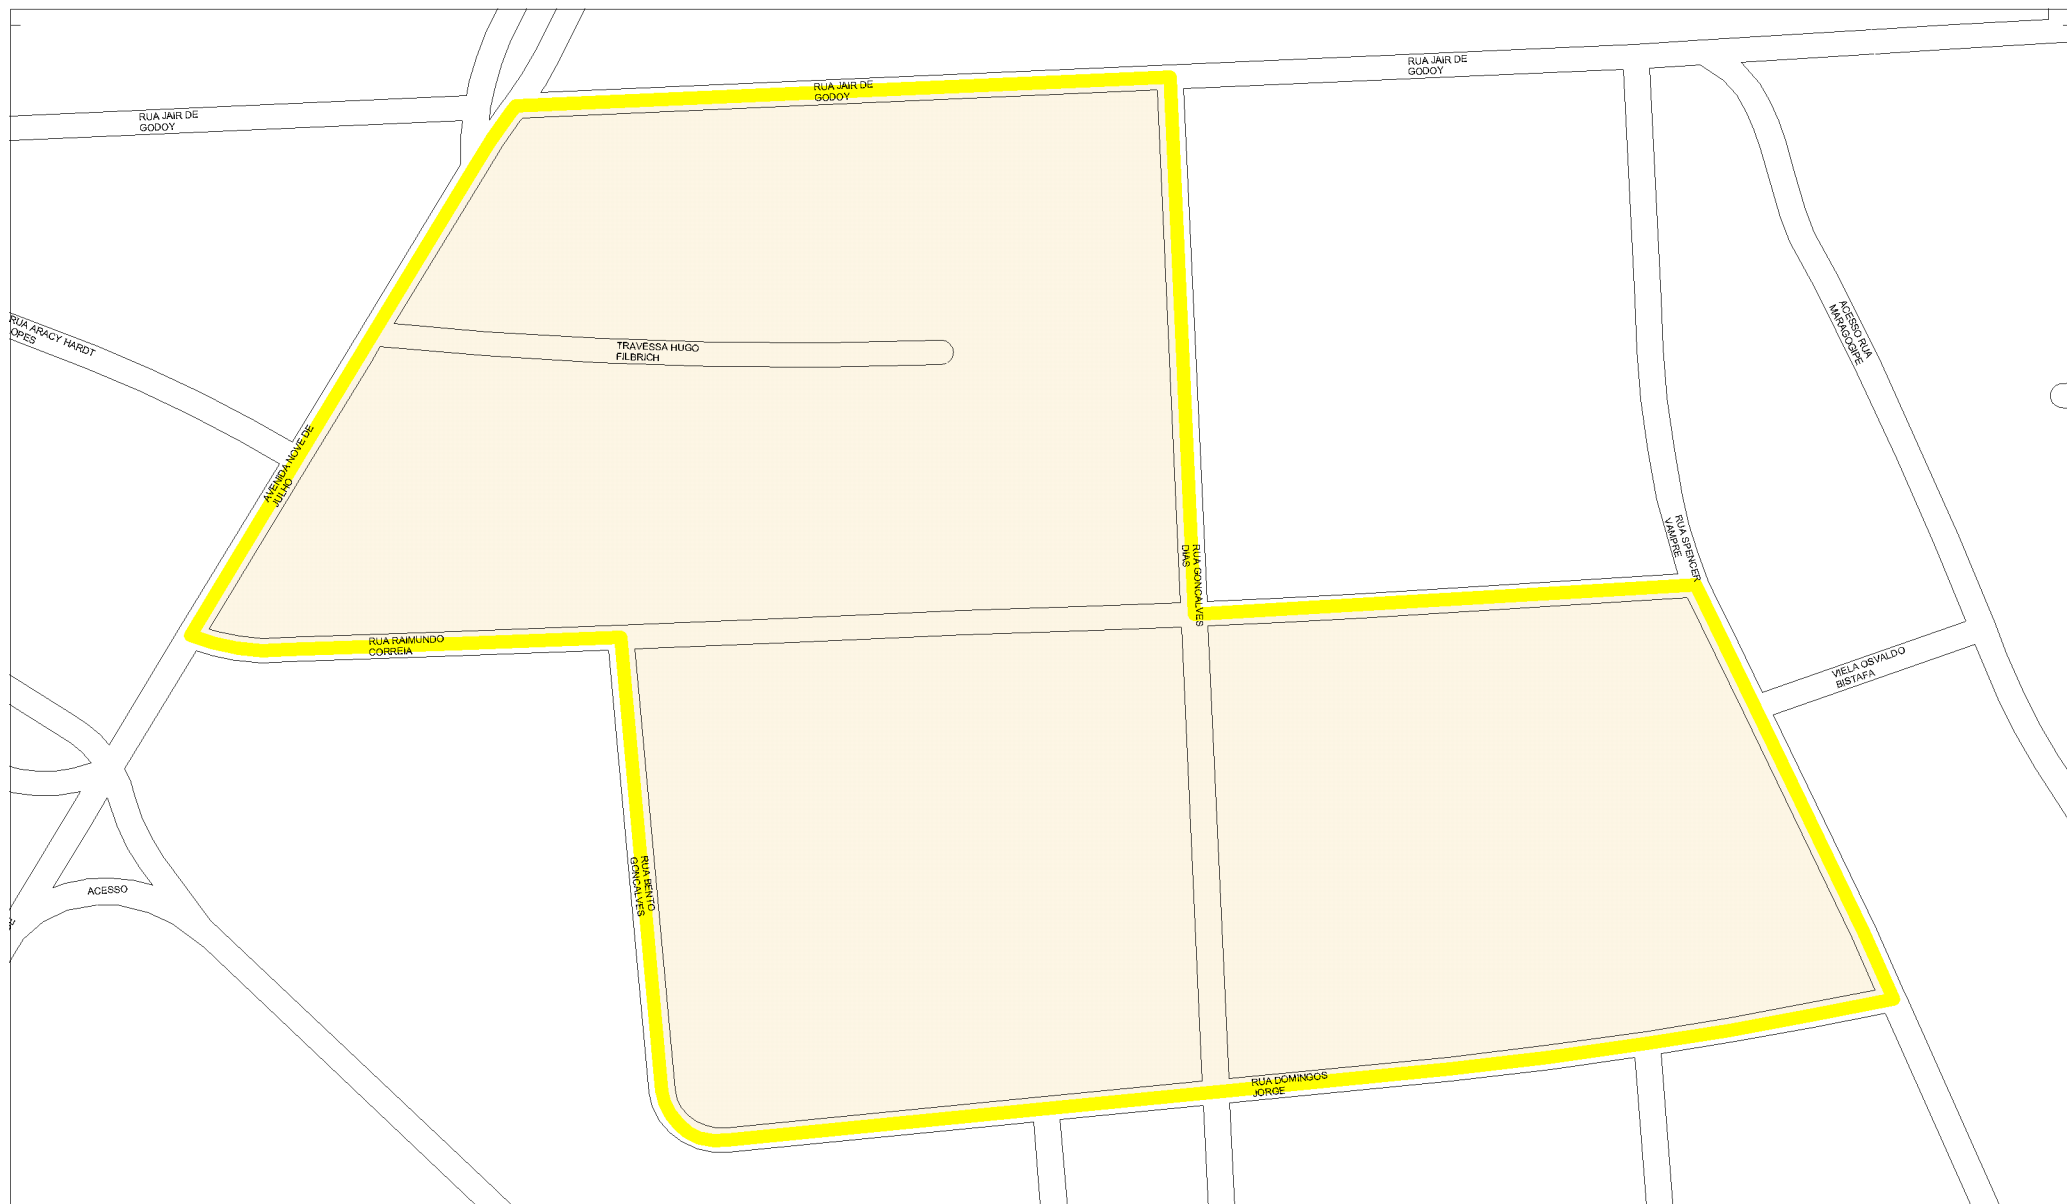 RUA JAIR DE
GODOY
RUA JAIR DE
GODOY
RUA JAIR DE
GODOY
RUA ARACY HARDT
OPES
TRAVESSA HUGO
FILBRICH
ACESSO RUA
MARAGOGIPE
AVENIDA NOVE DE
JULHO
RUA GONCALVES
DIAS
RUA SPENCER
VAMPRE
RUA RAIMUNDO
CORREIA
VIELA OSVALDO
BISTAFA
RUA BENTO
GONCALVES
ACESSO
RUA DOMINGOS
JORGE